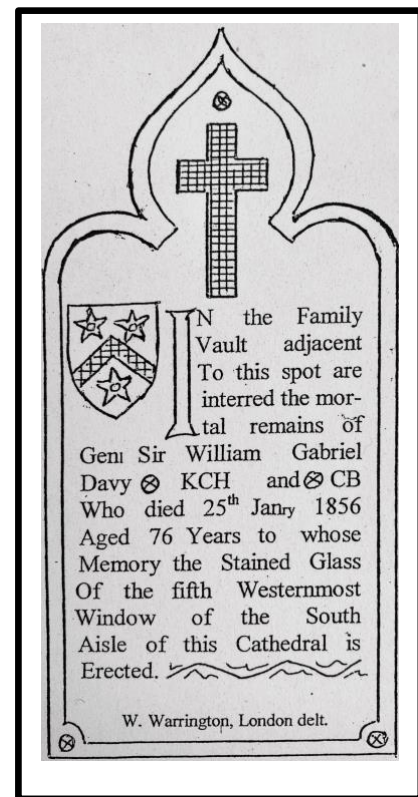 IN the Family
Vault adjacent
To this spot are
interred the mor-
tal remains of
Genl Sir William Gabriel
Davy ⊗ KCH and ⊗ CB
Who died 25th Janry 1856
Aged 76 Years to whose
Memory the Stained Glass
Of the fifth Westernmost
Window of the South
Aisle of this Cathedral is
Erected.
W. Warrington, London delt.